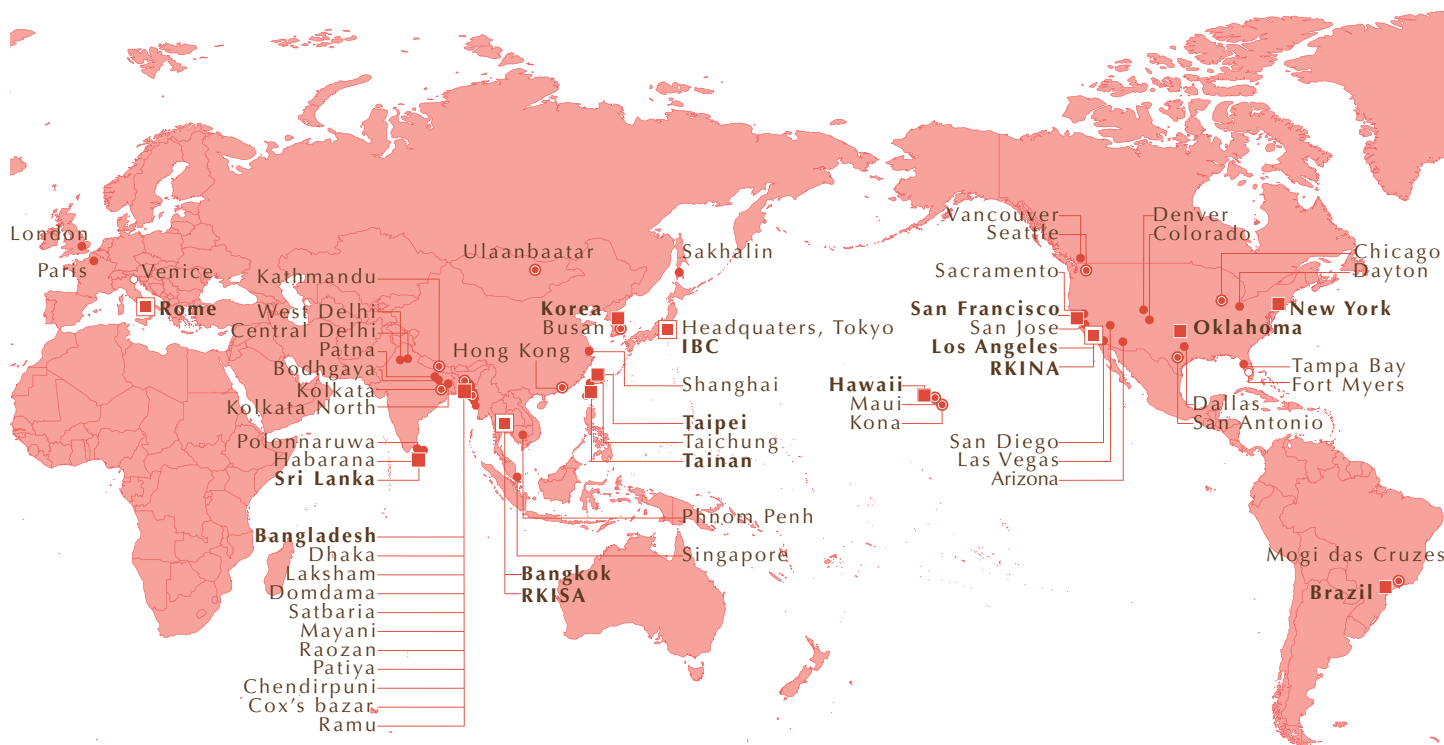 London
Paris
Venice
Rome
Kathmandu
West Delhi
Central Delhi
Patna
Bodhgaya
Kolkata
Kolkata North
Polonnaruwa
Habarana
Sri Lanka
Bangladesh
Dhaka
Laksham
Domdama
Satbaria
Mayani
Raozan
Patiya
Chendirpuni
Cox's bazar
Ramu
Ulaanbaatar
Hong Kong
Korea
Busan
Sakhalin
Headquaters, Tokyo
IBC
Shanghai
Taipei
Taichung
Tainan
Phnom Penh
Singapore
Bangkok
RKISA
Hawaii
Maui
Kona
Vancouver
Seattle
Sacramento
San Francisco
San Jose
Los Angeles
RKINA
San Diego
Las Vegas
Arizona
Denver
Colorado
Chicago
Dayton
New York
Oklahoma
Tampa Bay
Fort Myers
Dallas
San Antonio
Mogi das Cruzes
Brazil